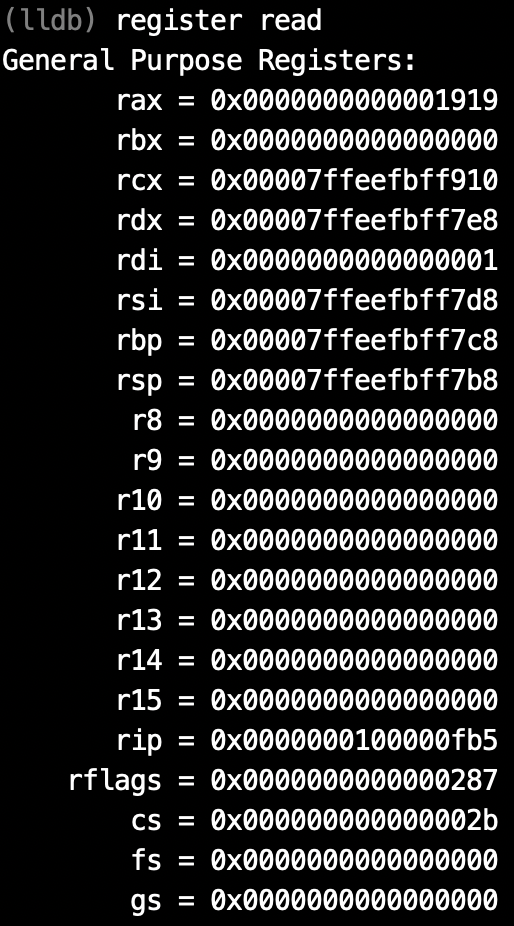 (lldb) register read
General Purpose Registers:
rax = 0x0000000000001919
rbx = 0x0000000000000000
rcx = 0x00007ffeefbff910
rdx = 0x00007ffeefbff7e8
rdi = 0x0000000000000001
rsi = 0x00007ffeefbff7d8
rbp = 0x00007ffeefbff7c8
rsp = 0x00007ffeefbff7b8
r8 = 0x0000000000000000
r9 = 0x0000000000000000
r10 = 0x0000000000000000
r11 = 0x0000000000000000
r12 = 0x0000000000000000
r13 = 0x0000000000000000
r14 = 0x0000000000000000
r15 = 0x0000000000000000
rip = 0x0000000100000fb5
rflags = 0x0000000000000287
cs = 0x000000000000002b
fs = 0x0000000000000000
gs = 0x0000000000000000